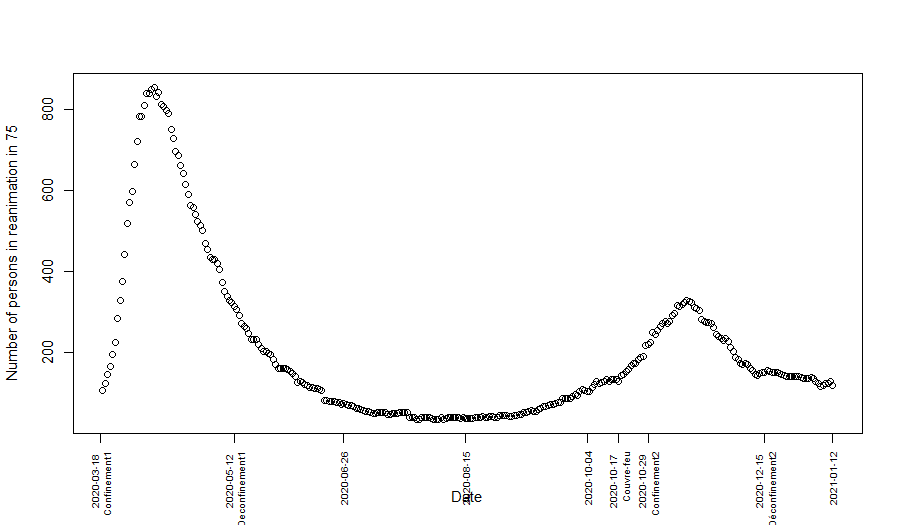 Number of persons in reanimation in 75
800
600
400
200
2020-03-18
Confinement1
2020-05-12
Deconfinement1
2020-06-26
2020-08-15
2020-10-04
2020-10-17
Couvre-feu
2020-10-29
Confinement2
2020-12-15
Déconfinement2
2021-01-12
Date